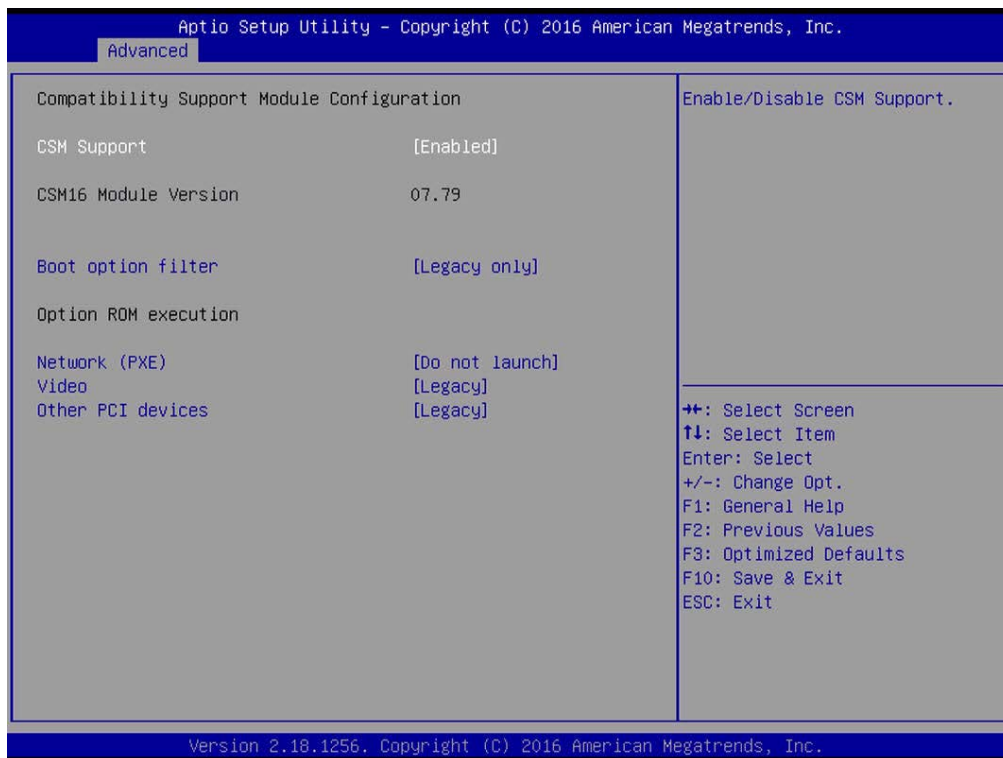 Aptio Setup Utility – Copyright (C) 2016 American Megatrends, Inc.
Advanced
Compatibility Support Module Configuration
CSM Support [Enabled]
CSM16 Module Version 07.79
Boot option filter [Legacy only]
Option ROM execution
Network (PXE) [Do not launch]
Video [Legacy]
Other PCI devices [Legacy]
Enable/Disable CSM Support.
→←: Select Screen
↑↓: Select Item
Enter: Select
+/-: Change Opt.
F1: General Help
F2: Previous Values
F3: Optimized Defaults
F10: Save & Exit
ESC: Exit
Version 2.18.1256. Copyright (C) 2016 American Megatrends, Inc.